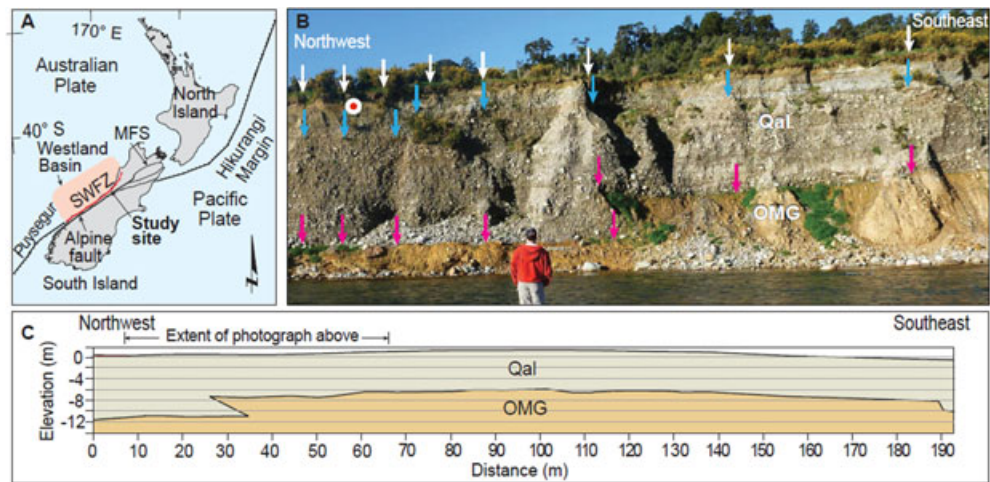 A
170° E
Australian
Plate
North
Island
40° S
MFS
Westland
Basin
SWFZ
Hikurangi
Margin
Pacific
Plate
Puysegur
Study
site
Alpine
fault
South Island
N
B
Northwest
Southeast
Qal
OMG
C
Northwest
Southeast
Extent of photograph above
Elevation (m)
0
-4
-8
-12
Qal
OMG
0 10 20 30 40 50 60 70 80 90 100 110 120 130 140 150 160 170 180 190
Distance (m)